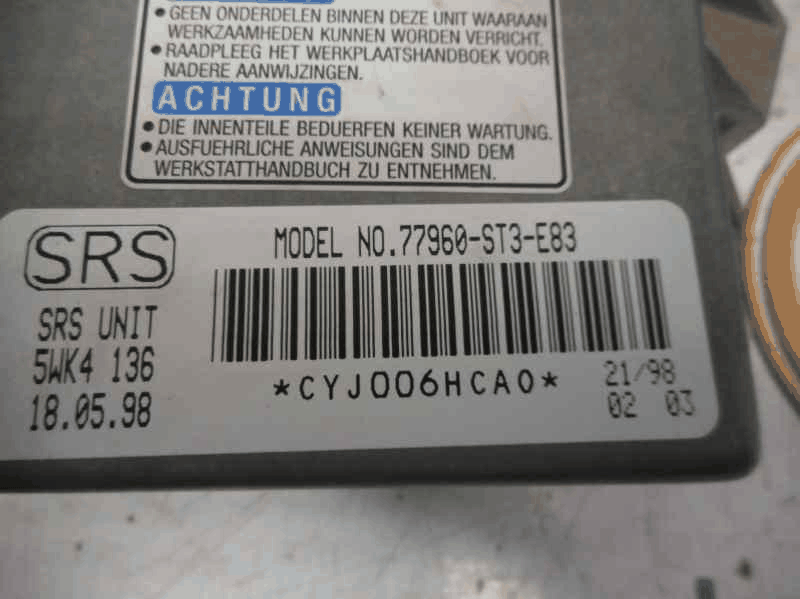 • GEEN ONDERDELEN BINNEN DEZE UNIT WAARAAN
WERKZAAMHEDEN KUNNEN WORDEN VERRICHT.
• RAADPLEEG HET WERKPLAATSHANDBOEK VOOR
NADERE AANWIJZINGEN.
ACHTUNG
• DIE INNENTEILE BEDUERFEN KEINER WARTUNG.
• AUSFUEHRLICHE ANWEISUNGEN SIND DEM
WERKSTATTHANDBUCH ZU ENTNEHMEN.
SRS
MODEL NO.77960-ST3-E83
SRS UNIT
5WK4 136
18.05.98
*CYJ006HCA0*
21/98
02 03